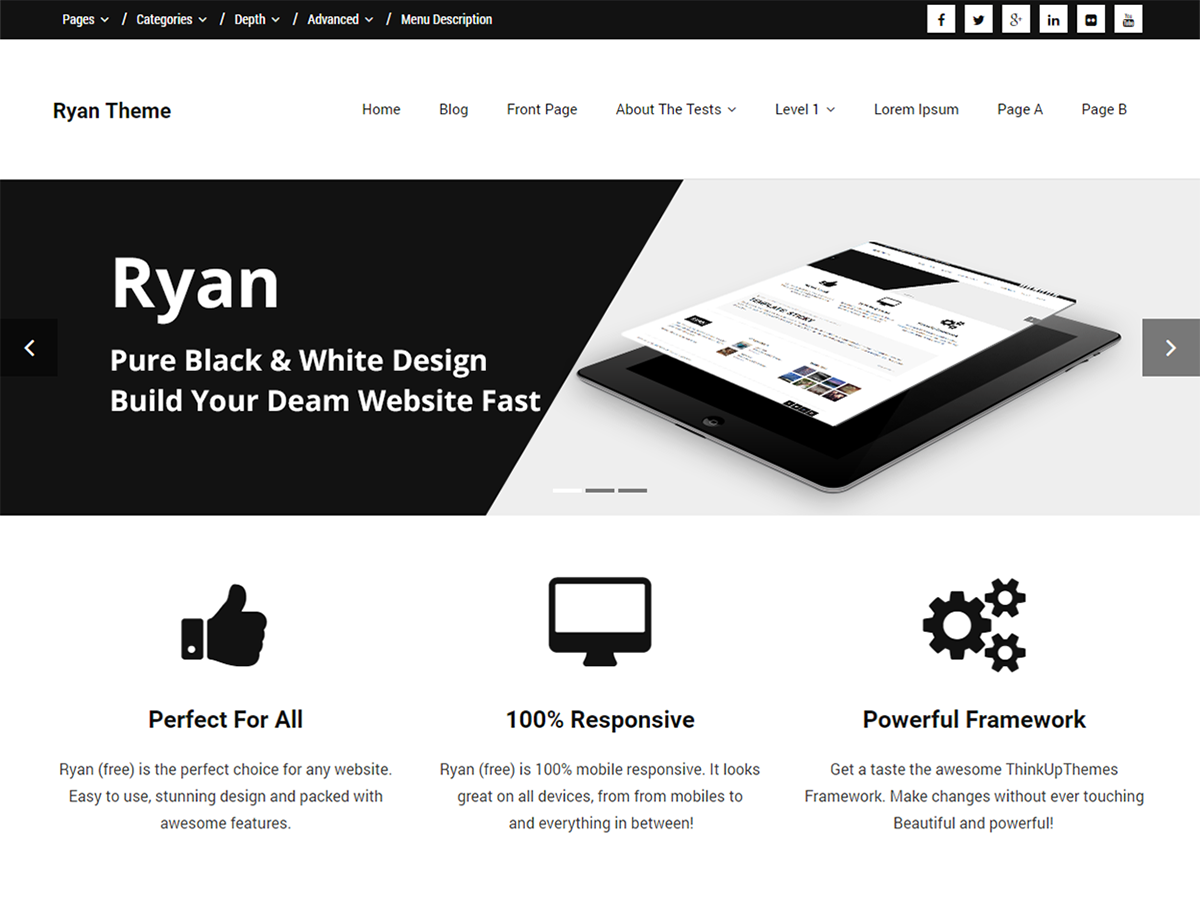 Pages / Categories / Depth / Advanced / Menu Description
Ryan Theme
Home Blog Front Page About The Tests Level 1 Lorem Ipsum Page A Page B
Ryan
Pure Black & White Design
Build Your Deam Website Fast
TEMPLATE STICKY
Perfect For All
Ryan (free) is the perfect choice for any website.
Easy to use, stunning design and packed with
awesome features.
100% Responsive
Ryan (free) is 100% mobile responsive. It looks
great on all devices, from from mobiles to
and everything in between!
Powerful Framework
Get a taste the awesome ThinkUpThemes
Framework. Make changes without ever touching
Beautiful and powerful!